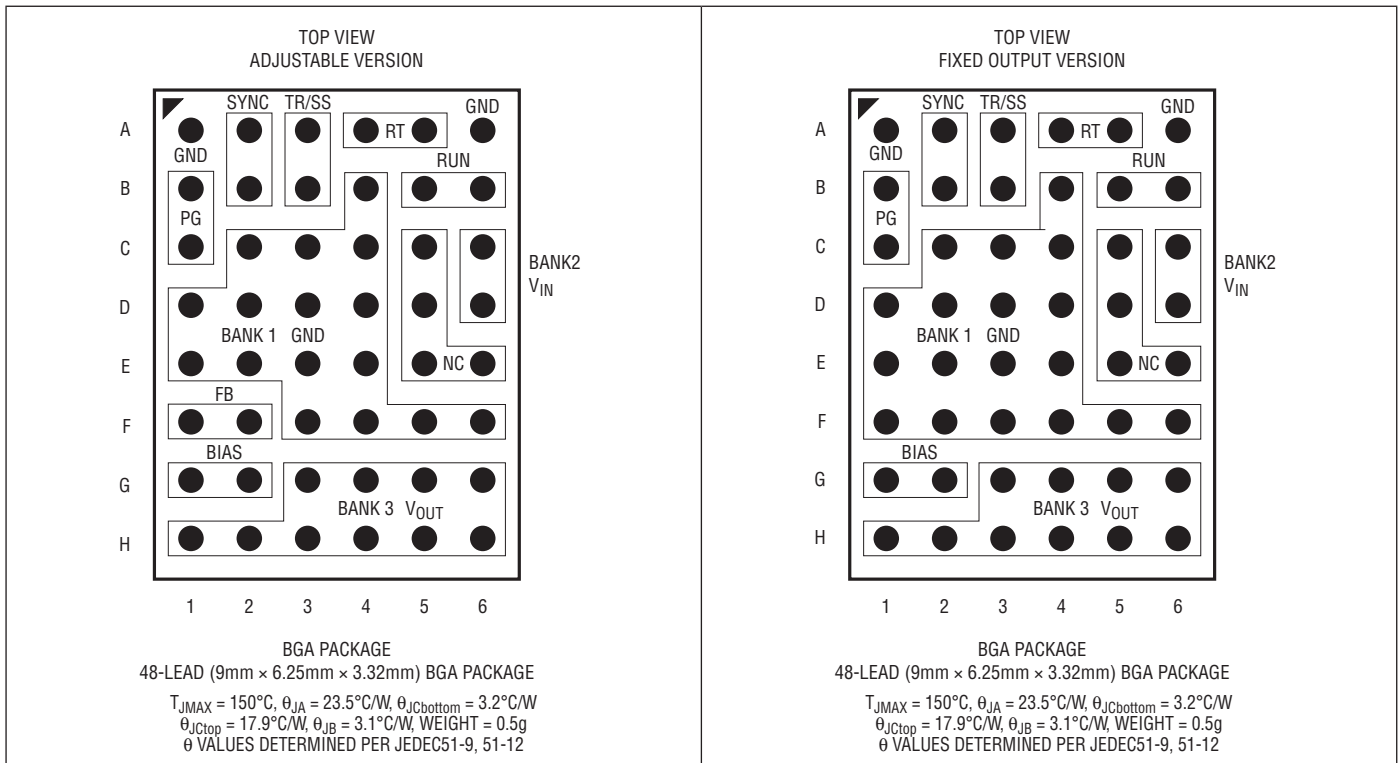 TOP VIEW
ADJUSTABLE VERSION
SYNC TR/SS GND
A RT
GND RUN
B
PG
C
BANK2
VIN
D
BANK 1 GND
E NC
FB
F
BIAS
G
BANK 3 VOUT
H
1 2 3 4 5 6
BGA PACKAGE
48-LEAD (9mm × 6.25mm × 3.32mm) BGA PACKAGE
TJMAX = 150°C, θJA = 23.5°C/W, θJCbottom = 3.2°C/W
θJCtop = 17.9°C/W, θJB = 3.1°C/W, WEIGHT = 0.5g
θ VALUES DETERMINED PER JEDEC51-9, 51-12
TOP VIEW
FIXED OUTPUT VERSION
SYNC TR/SS GND
A RT
GND RUN
B
PG
C
BANK2
VIN
D
BANK 1 GND
E NC
F
BIAS
G
BANK 3 VOUT
H
1 2 3 4 5 6
BGA PACKAGE
48-LEAD (9mm × 6.25mm × 3.32mm) BGA PACKAGE
TJMAX = 150°C, θJA = 23.5°C/W, θJCbottom = 3.2°C/W
θJCtop = 17.9°C/W, θJB = 3.1°C/W, WEIGHT = 0.5g
θ VALUES DETERMINED PER JEDEC51-9, 51-12